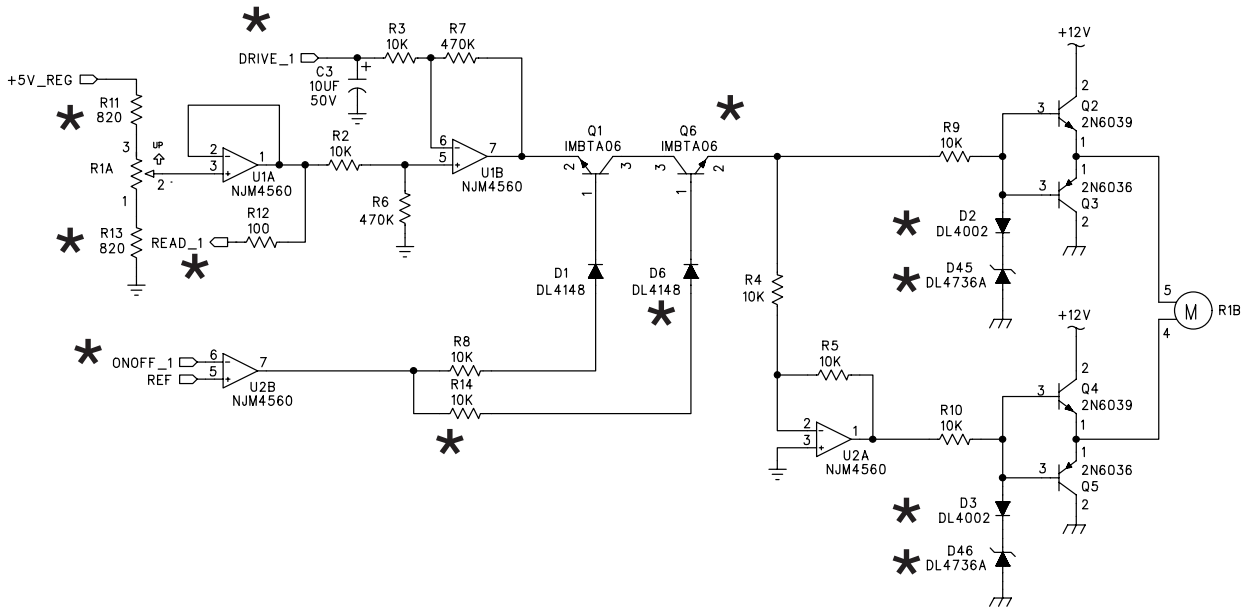 +5V_REG
R11
820
R1A
3
1
UP
2
R13
820
2
-
3
+
1
U1A
NJM4560
READ_1
R12
100
DRIVE_1
C3
10UF
50V
+
R3
10K
R7
470K
R2
10K
R6
470K
6
-
5
+
7
U1B
NJM4560
Q1
IMBTA06
2
3
1
Q6
IMBTA06
3
2
1
D1
DL4148
D6
DL4148
ONOFF_1
REF
6
-
5
+
7
U2B
NJM4560
R8
10K
R14
10K
R4
10K
R5
10K
2
-
3
+
1
U2A
NJM4560
R9
10K
+12V
2
3
Q2
2N6039
1
1
3
2N6036
Q3
2
D2
DL4002
D45
DL4736A
5
M
R1B
4
R10
10K
+12V
2
3
Q4
2N6039
1
1
3
2N6036
Q5
2
D3
DL4002
D46
DL4736A